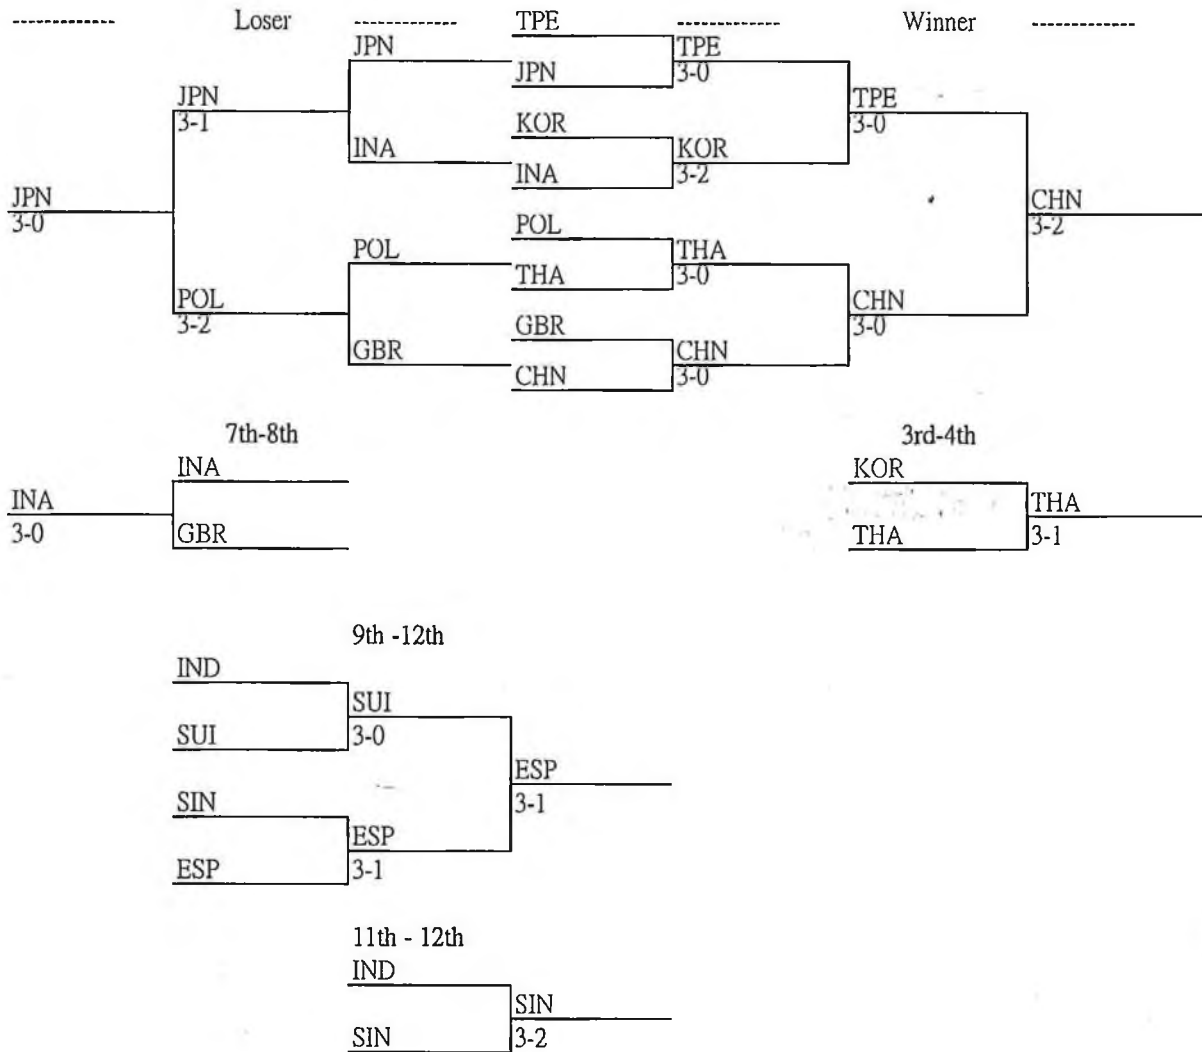 ---------- Loser ---------- TPE ---------- Winner ----------
JPN TPE
JPN 3-0
JPN TPE
3-1 3-0
KOR
INA KOR
INA 3-2
JPN CHN
3-0 3-2
POL
POL THA
THA 3-0
POL CHN
3-2 3-0
GBR
GBR CHN
CHN 3-0
7th-8th 3rd-4th
INA KOR
INA THA
3-0 3-1
GBR THA
9th -12th
IND
SUI
SUI 3-0
ESP
3-1
SIN
ESP
ESP 3-1
11th - 12th
IND
SIN
SIN 3-2